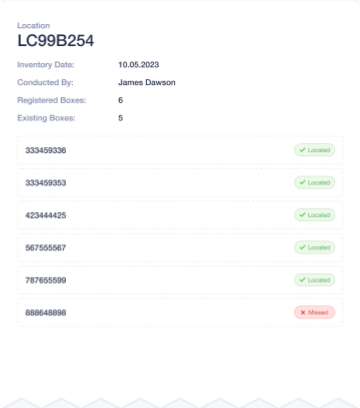 Location
LC99B254
Inventory Date: 10.05.2023
Conducted By: James Dawson
Registered Boxes: 6
Existing Boxes: 5
333459336 Located
333459353 Located
423444425 Located
567555567 Located
787655599 Located
888648898 Missed